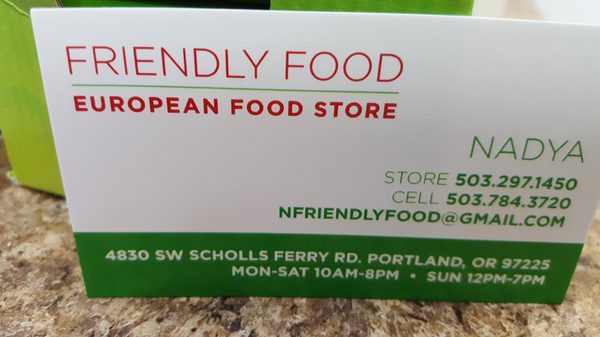 FRIENDLY FOOD
EUROPEAN FOOD STORE
NADYA
STORE 503.297.1450
CELL 503.784.3720
NFRIENDLYFOOD@GMAIL.COM
4830 SW SCHOLLS FERRY RD. PORTLAND, OR 97225
MON-SAT 10AM-8PM • SUN 12PM-7PM